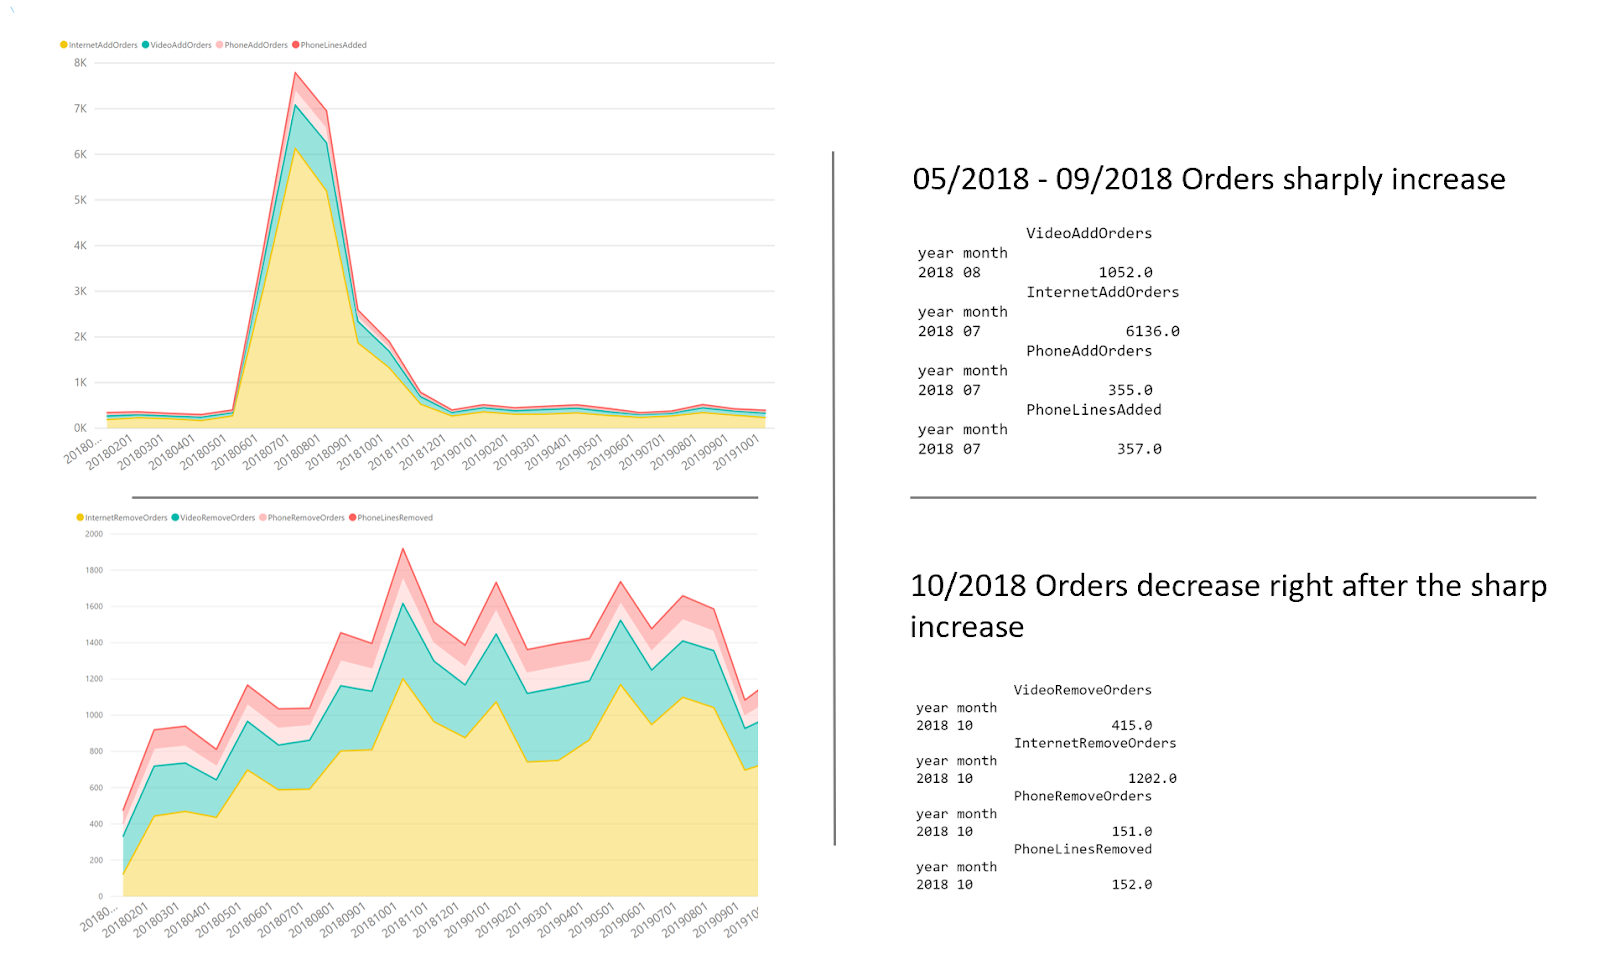 InternetAddOrders VideoAddOrders PhoneAddOrders PhoneLinesAdded
8K
7K
6K
5K
4K
3K
2K
1K
0K
20180... 20180201 20180301 20180401 20180501 20180601 20180701 20180801 20180901 20181001 20181101 20181201 20190101 20190201 20190301 20190401 20190501 20190601 20190701 20190801 20190901 20191001
InternetRemoveOrders VideoRemoveOrders PhoneRemoveOrders PhoneLinesRemoved
2000
1800
1600
1400
1200
1000
800
600
400
200
0
20180... 20180201 20180301 20180401 20180501 20180601 20180701 20180801 20180901 20181001 20181101 20181201 20190101 20190201 20190301 20190401 20190501 20190601 20190701 20190801 20190901
05/2018 - 09/2018 Orders sharply increase
VideoAddOrders
year month
2018 08 1052.0
InternetAddOrders
year month
2018 07 6136.0
PhoneAddOrders
year month
2018 07 355.0
PhoneLinesAdded
year month
2018 07 357.0
10/2018 Orders decrease right after the sharp
increase
VideoRemoveOrders
year month
2018 10 415.0
InternetRemoveOrders
year month
2018 10 1202.0
PhoneRemoveOrders
year month
2018 10 151.0
PhoneLinesRemoved
year month
2018 10 152.0